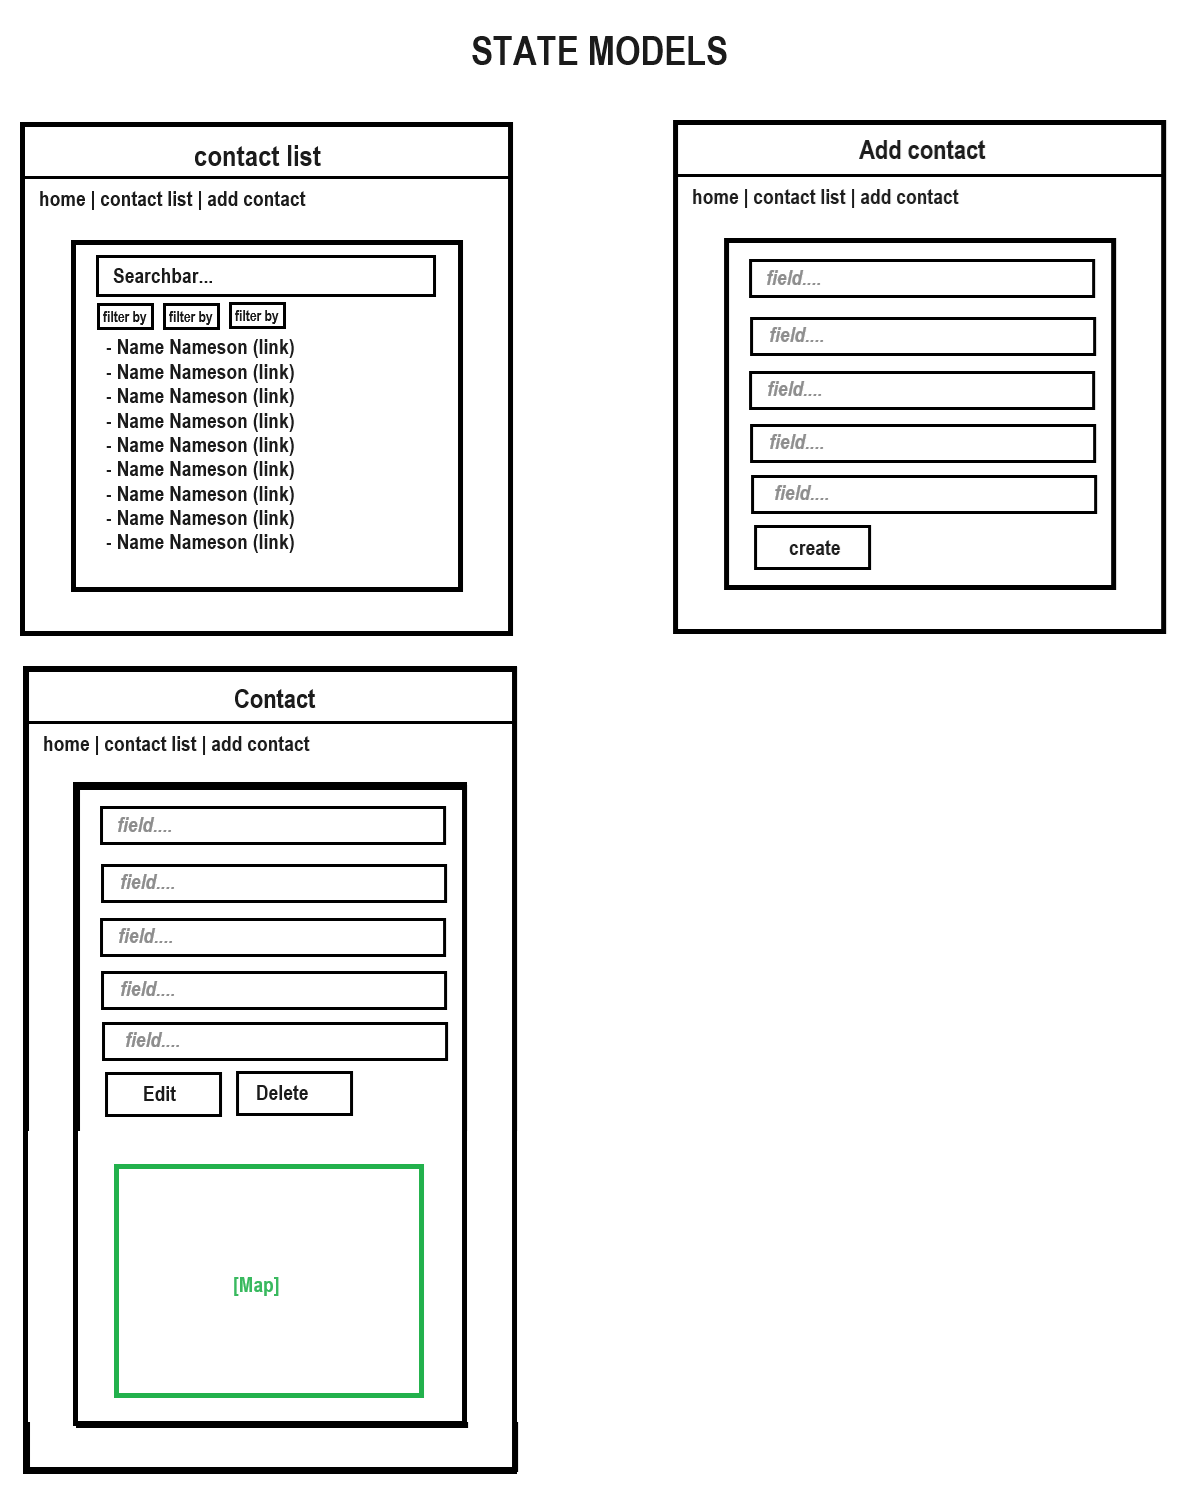 STATE MODELS
contact list
home | contact list | add contact
Searchbar...
filter by filter by filter by
- Name Nameson (link)
- Name Nameson (link)
- Name Nameson (link)
- Name Nameson (link)
- Name Nameson (link)
- Name Nameson (link)
- Name Nameson (link)
- Name Nameson (link)
- Name Nameson (link)
Add contact
home | contact list | add contact
field....
field....
field....
field....
field....
create
Contact
home | contact list | add contact
field....
field....
field....
field....
field....
Edit Delete
[Map]